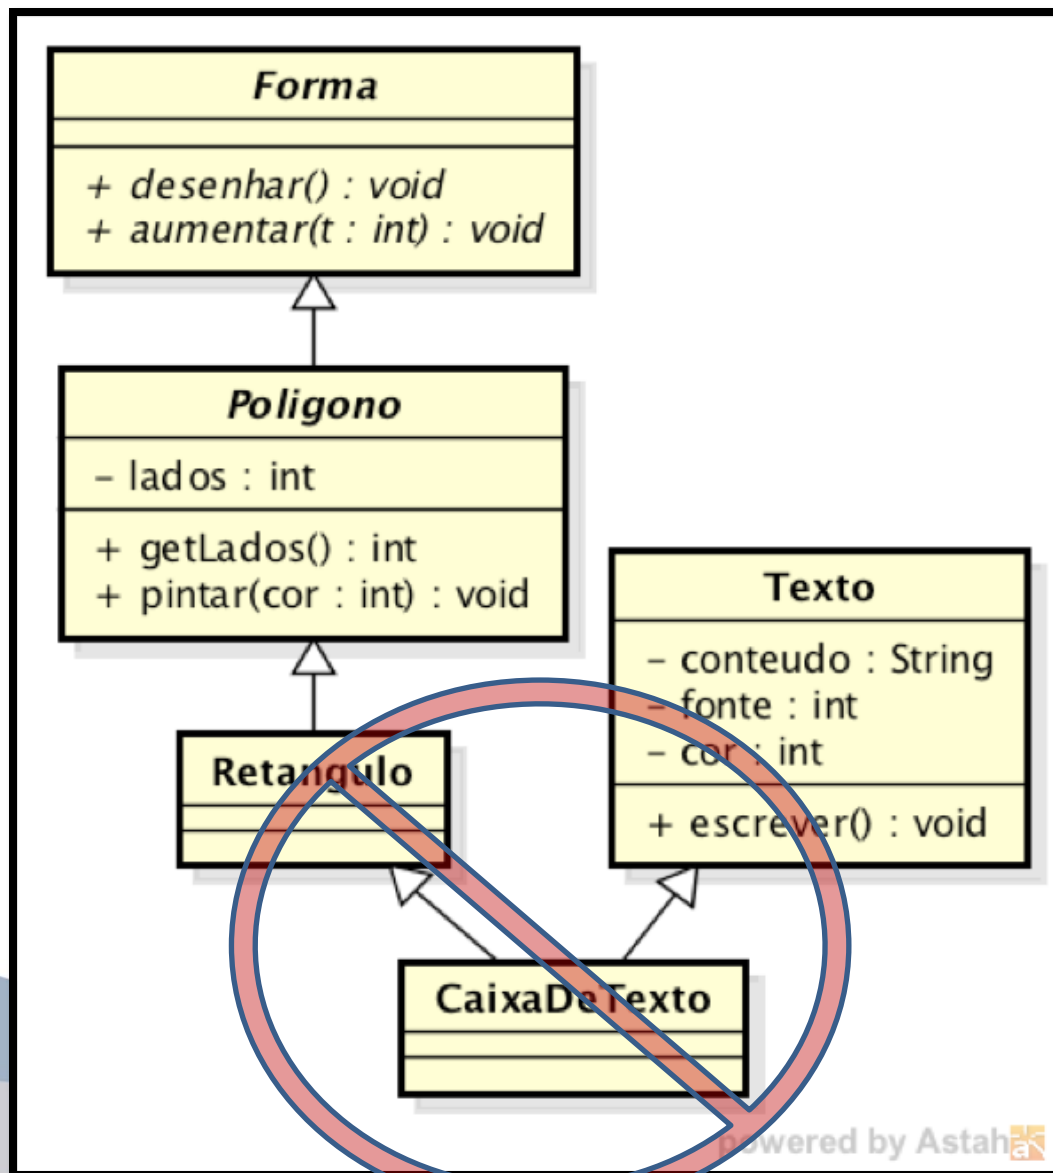 Forma
+ desenhar() : void
+ aumentar(t : int) : void
Poligono
– lados : int
+ getLados() : int
+ pintar(cor : int) : void
Texto
– conteudo : String
– fonte : int
– cor : int
+ escrever() : void
Retangulo
CaixaDeTexto
powered by Astah